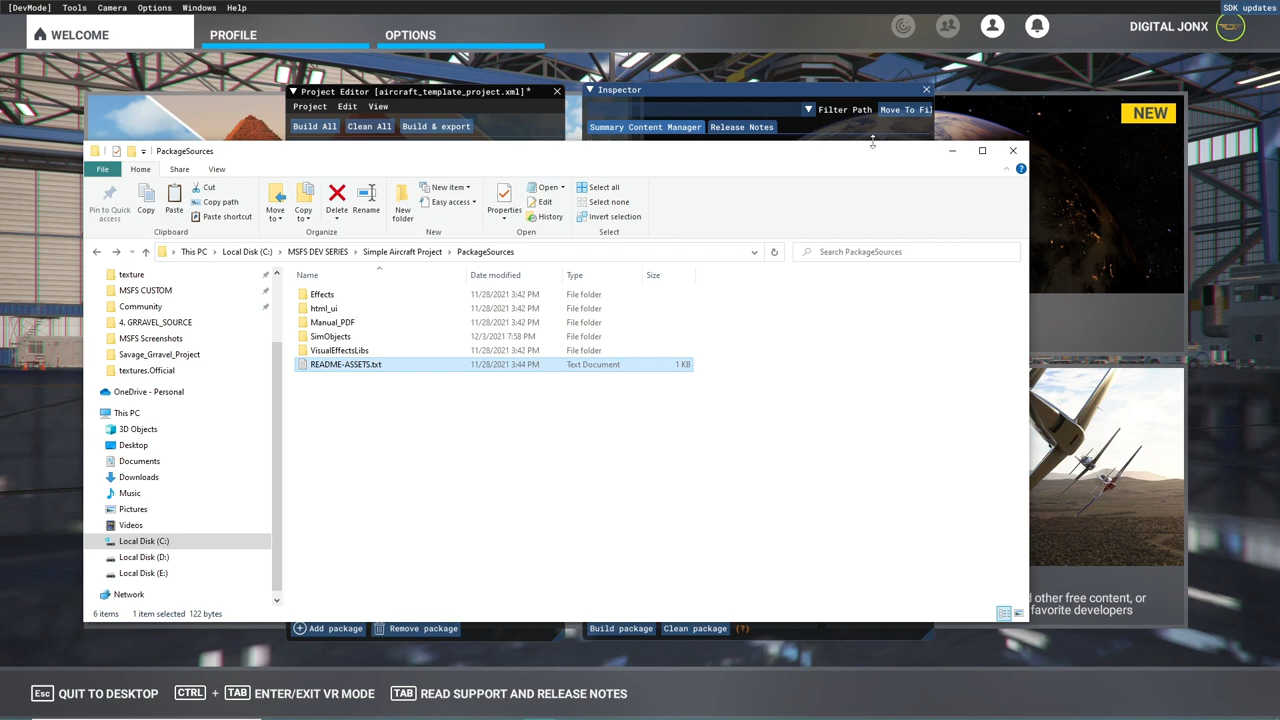 [DevMode] Tools Camera Options Windows Help SDK updates
WELCOME PROFILE OPTIONS DIGITAL JONX
Project Editor [aircraft_template_project.xml]*
Project Edit View
Build All Clean All Build & export
Inspector
Filter Path Move To Fil
Summary Content Manager Release Notes
NEW
PackageSources
File Home Share View
Pin to Quick access
Copy
Paste
Cut
Copy path
Paste shortcut
Clipboard
Move to
Copy to
Delete
Rename
Organize
New folder
New item
Easy access
New
Properties
Open
Edit
History
Open
Select all
Select none
Invert selection
Select
This PC > Local Disk (C:) > MSFS DEV SERIES > Simple Aircraft Project > PackageSources
Search PackageSources
texture
MSFS CUSTOM
Community
4. GRRAVEL_SOURCE
MSFS Screenshots
Savage_Grravel_Project
textures.Official
OneDrive - Personal
This PC
3D Objects
Desktop
Documents
Downloads
Music
Pictures
Videos
Local Disk (C:)
Local Disk (D:)
Local Disk (E:)
Network
Name Date modified Type Size
Effects 11/28/2021 3:42 PM File folder
html_ui 11/28/2021 3:42 PM File folder
Manual_PDF 11/28/2021 3:42 PM File folder
SimObjects 12/3/2021 7:58 PM File folder
VisualEffectsLibs 11/28/2021 3:42 PM File folder
README-ASSETS.txt 11/28/2021 3:44 PM Text Document 1 KB
6 items 1 item selected 122 bytes
d other free content, or
favorite developers
Add package Remove package
Build package Clean package (?)
Esc QUIT TO DESKTOP CTRL + TAB ENTER/EXIT VR MODE TAB READ SUPPORT AND RELEASE NOTES